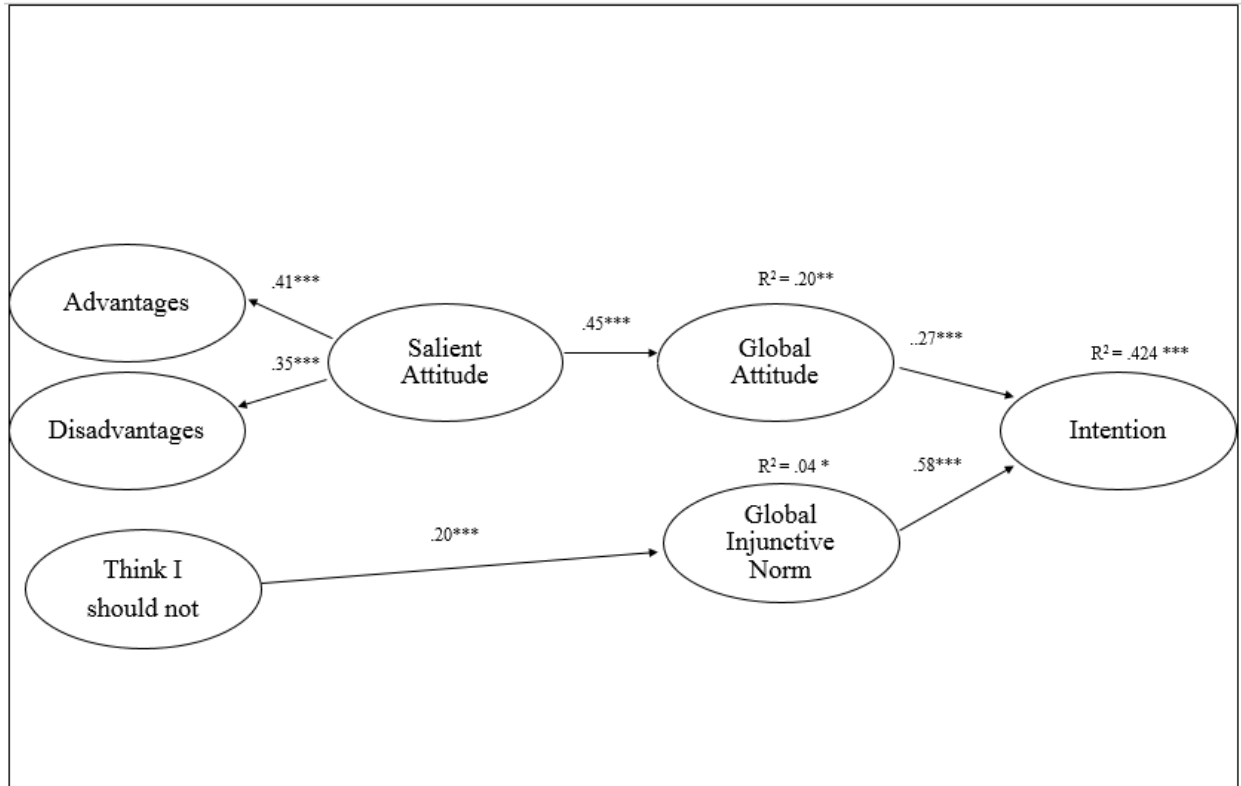 R² = .20**
.41***
Advantages
.45***
..27***
Salient
Attitude
Global
Attitude
R² = .424 ***
.35***
Disadvantages
Intention
R² = .04 *
.58***
Global
Injunctive
Norm
.20***
Think I
should not